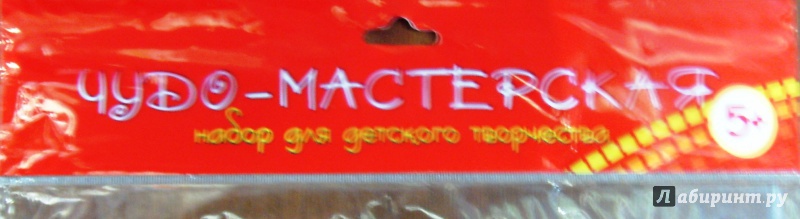 ЧУДО-МАСТЕРСКАЯ
набор для детского творчества
5+
Лабиринт.ру